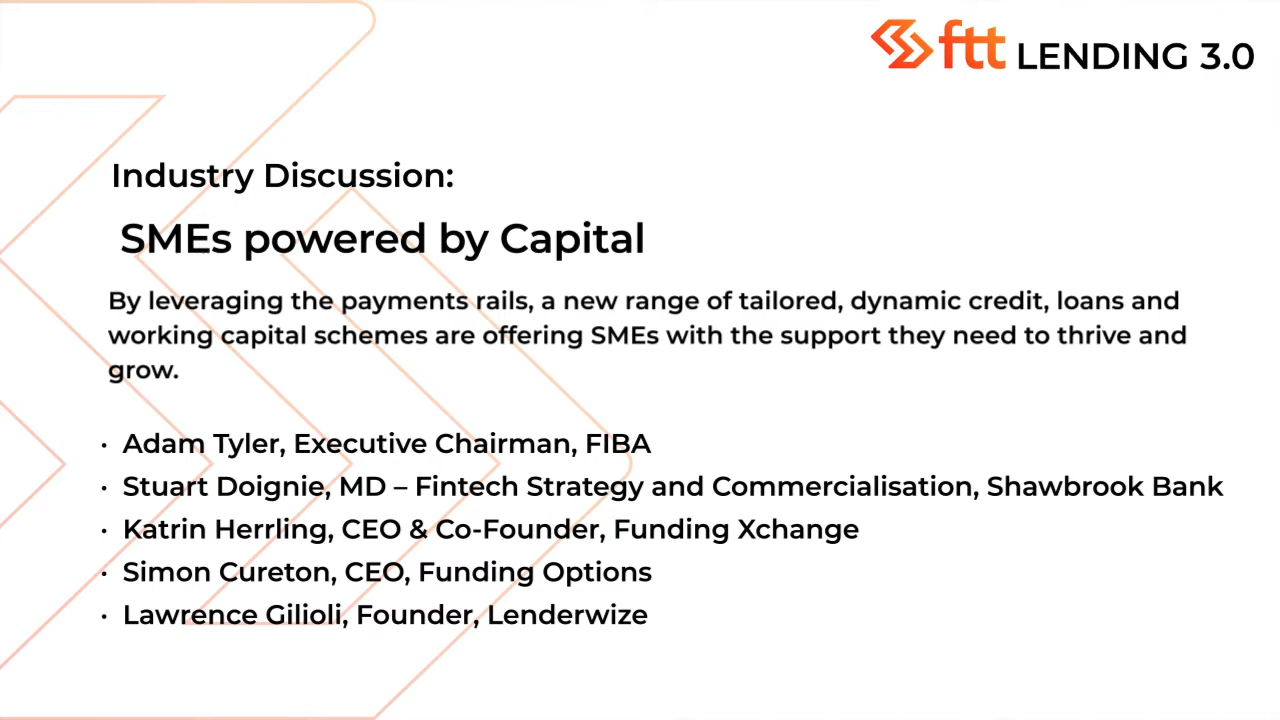 ftt LENDING 3.0
Industry Discussion:
SMEs powered by Capital
By leveraging the payments rails, a new range of tailored, dynamic credit, loans and
working capital schemes are offering SMEs with the support they need to thrive and
grow.
· Adam Tyler, Executive Chairman, FIBA
· Stuart Doignie, MD – Fintech Strategy and Commercialisation, Shawbrook Bank
· Katrin Herrling, CEO & Co-Founder, Funding Xchange
· Simon Cureton, CEO, Funding Options
· Lawrence Gilioli, Founder, Lenderwize